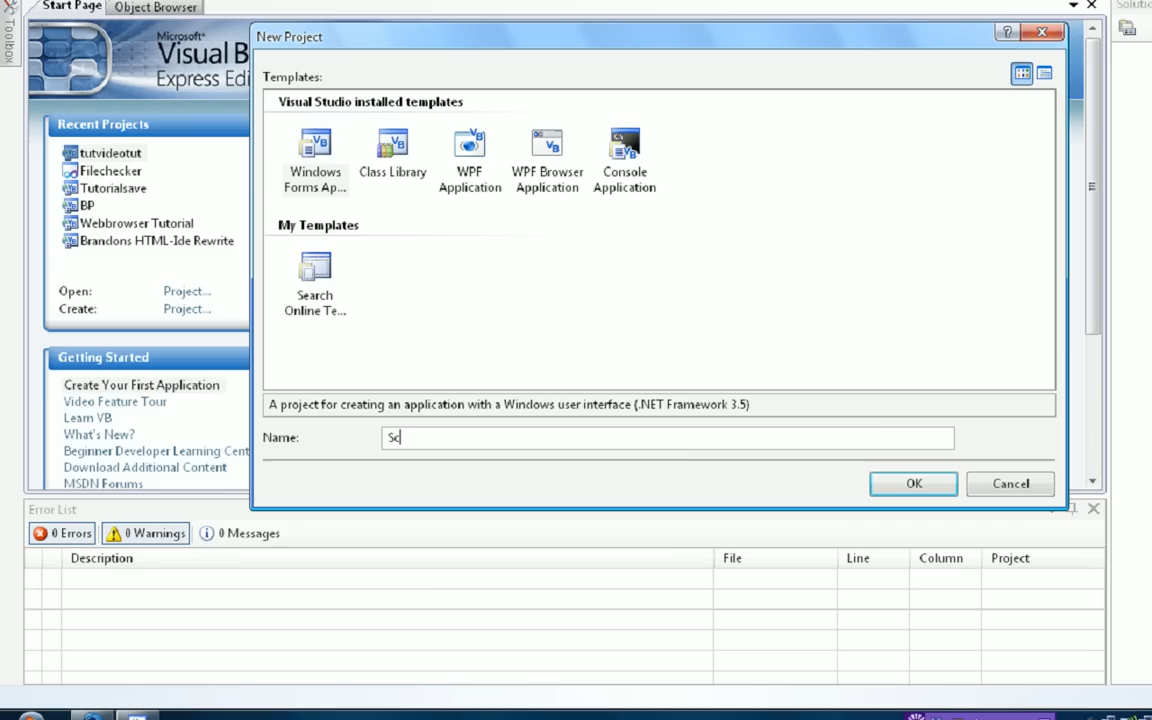 Start Page
Object Browser
Solutio
Toolbox
Microsoft®
Visual B
Express Edi
New Project
Templates:
Visual Studio installed templates
Windows Forms Ap...
Class Library
WPF Application
WPF Browser Application
Console Application
My Templates
Search Online Te...
A project for creating an application with a Windows user interface (.NET Framework 3.5)
Name:
Sc
OK
Cancel
Recent Projects
tutvideotut
Filechecker
Tutorialsave
BP
Webbrowser Tutorial
Brandons HTML-Ide Rewrite
Open: Project...
Create: Project...
Getting Started
Create Your First Application
Video Feature Tour
Learn VB
What's New?
Beginner Developer Learning Cent
Download Additional Content
MSDN Forums
Error List
0 Errors
0 Warnings
0 Messages
Description
File
Line
Column
Project